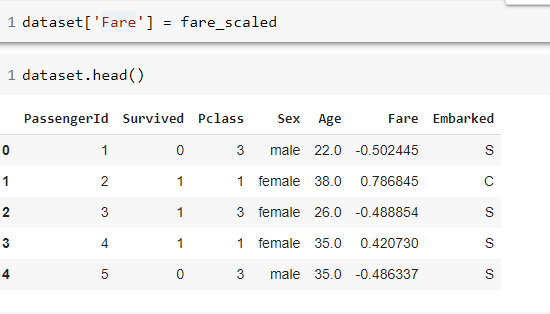 1 dataset['Fare'] = fare_scaled
1 dataset.head()
PassengerId Survived Pclass Sex Age Fare Embarked
0 1 0 3 male 22.0 -0.502445 S
1 2 1 1 female 38.0 0.786845 C
2 3 1 3 female 26.0 -0.488854 S
3 4 1 1 female 35.0 0.420730 S
4 5 0 3 male 35.0 -0.486337 S